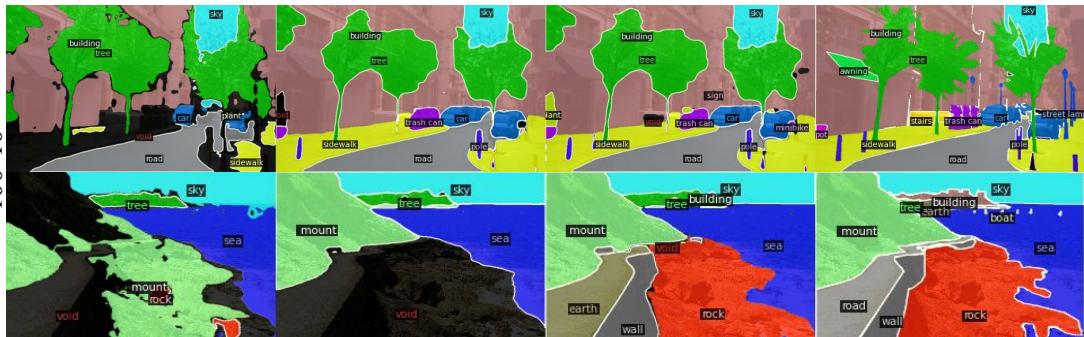 sky
building
tree
car
plant
void
void
road
sidewalk
sky
building
tree
trash can
car
sidewalk
pole
road
sky
building
tree
sign
plant
void
trash can
car
minibike
sidewalk
pole
road
sky
building
tree
awning
stairs
trash can
car
street lamp
pot
pole
sidewalk
road
sky
tree
sea
mount
rock
void
sky
tree
mount
sea
void
sky
tree
building
mount
void
sea
earth
rock
wall
sky
tree
building
earth
boat
mount
sea
road
wall
rock